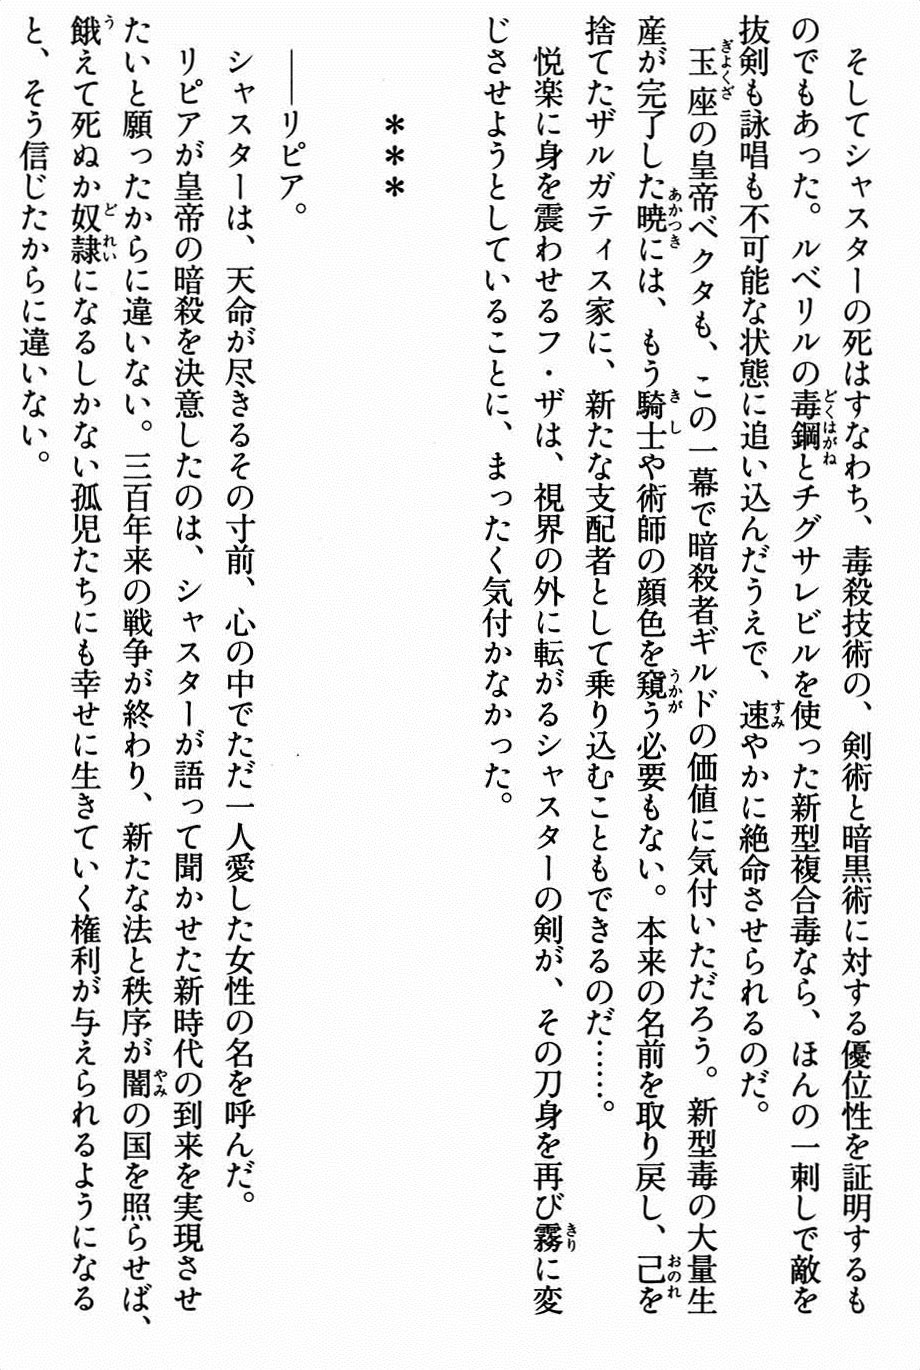 そしてシャスターの死はすなわち、毒殺技術の、剣術と暗黒術に対する優位性を証明するも
のでもあった。ルベリルの毒鋼とチグサレビルを使った新型複合毒なら、ほんの一刺しで敵を
抜剣も詠唱も不可能な状態に追い込んだうえで、速やかに絶命させられるのだ。
玉座の皇帝ベクタも、この一幕で暗殺者ギルドの価値に気付いただろう。新型毒の大量生
産が完了した暁には、もう騎士や術師の顔色を窺う必要もない。本来の名前を取り戻し、己を
捨てたザルガティス家に、新たな支配者として乗り込むこともできるのだ……。
悦楽に身を震わせるフ・ザは、視界の外に転がるシャスターの剣が、その刀身を再び霧に変
じさせようとしていることに、まったく気付かなかった。
＊＊＊
――リピア。
シャスターは、天命が尽きるその寸前、心の中でただ一人愛した女性の名を呼んだ。
リピアが皇帝の暗殺を決意したのは、シャスターが語って聞かせた新時代の到来を実現させ
たいと願ったからに違いない。三百年来の戦争が終わり、新たな法と秩序が闇の国を照らせば、
餓えて死ぬか奴隷になるしかない孤児たちにも幸せに生きていく権利が与えられるようになる
と、そう信じたからに違いない。